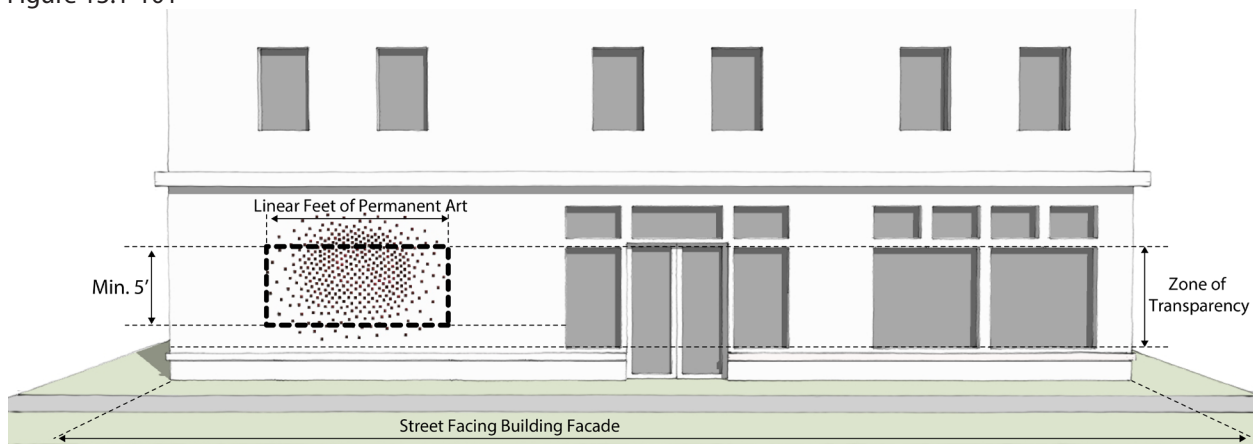 Figure 13.1-101
Linear Feet of Permanent Art
Min. 5'
Zone of
Transparency
Street Facing Building Facade